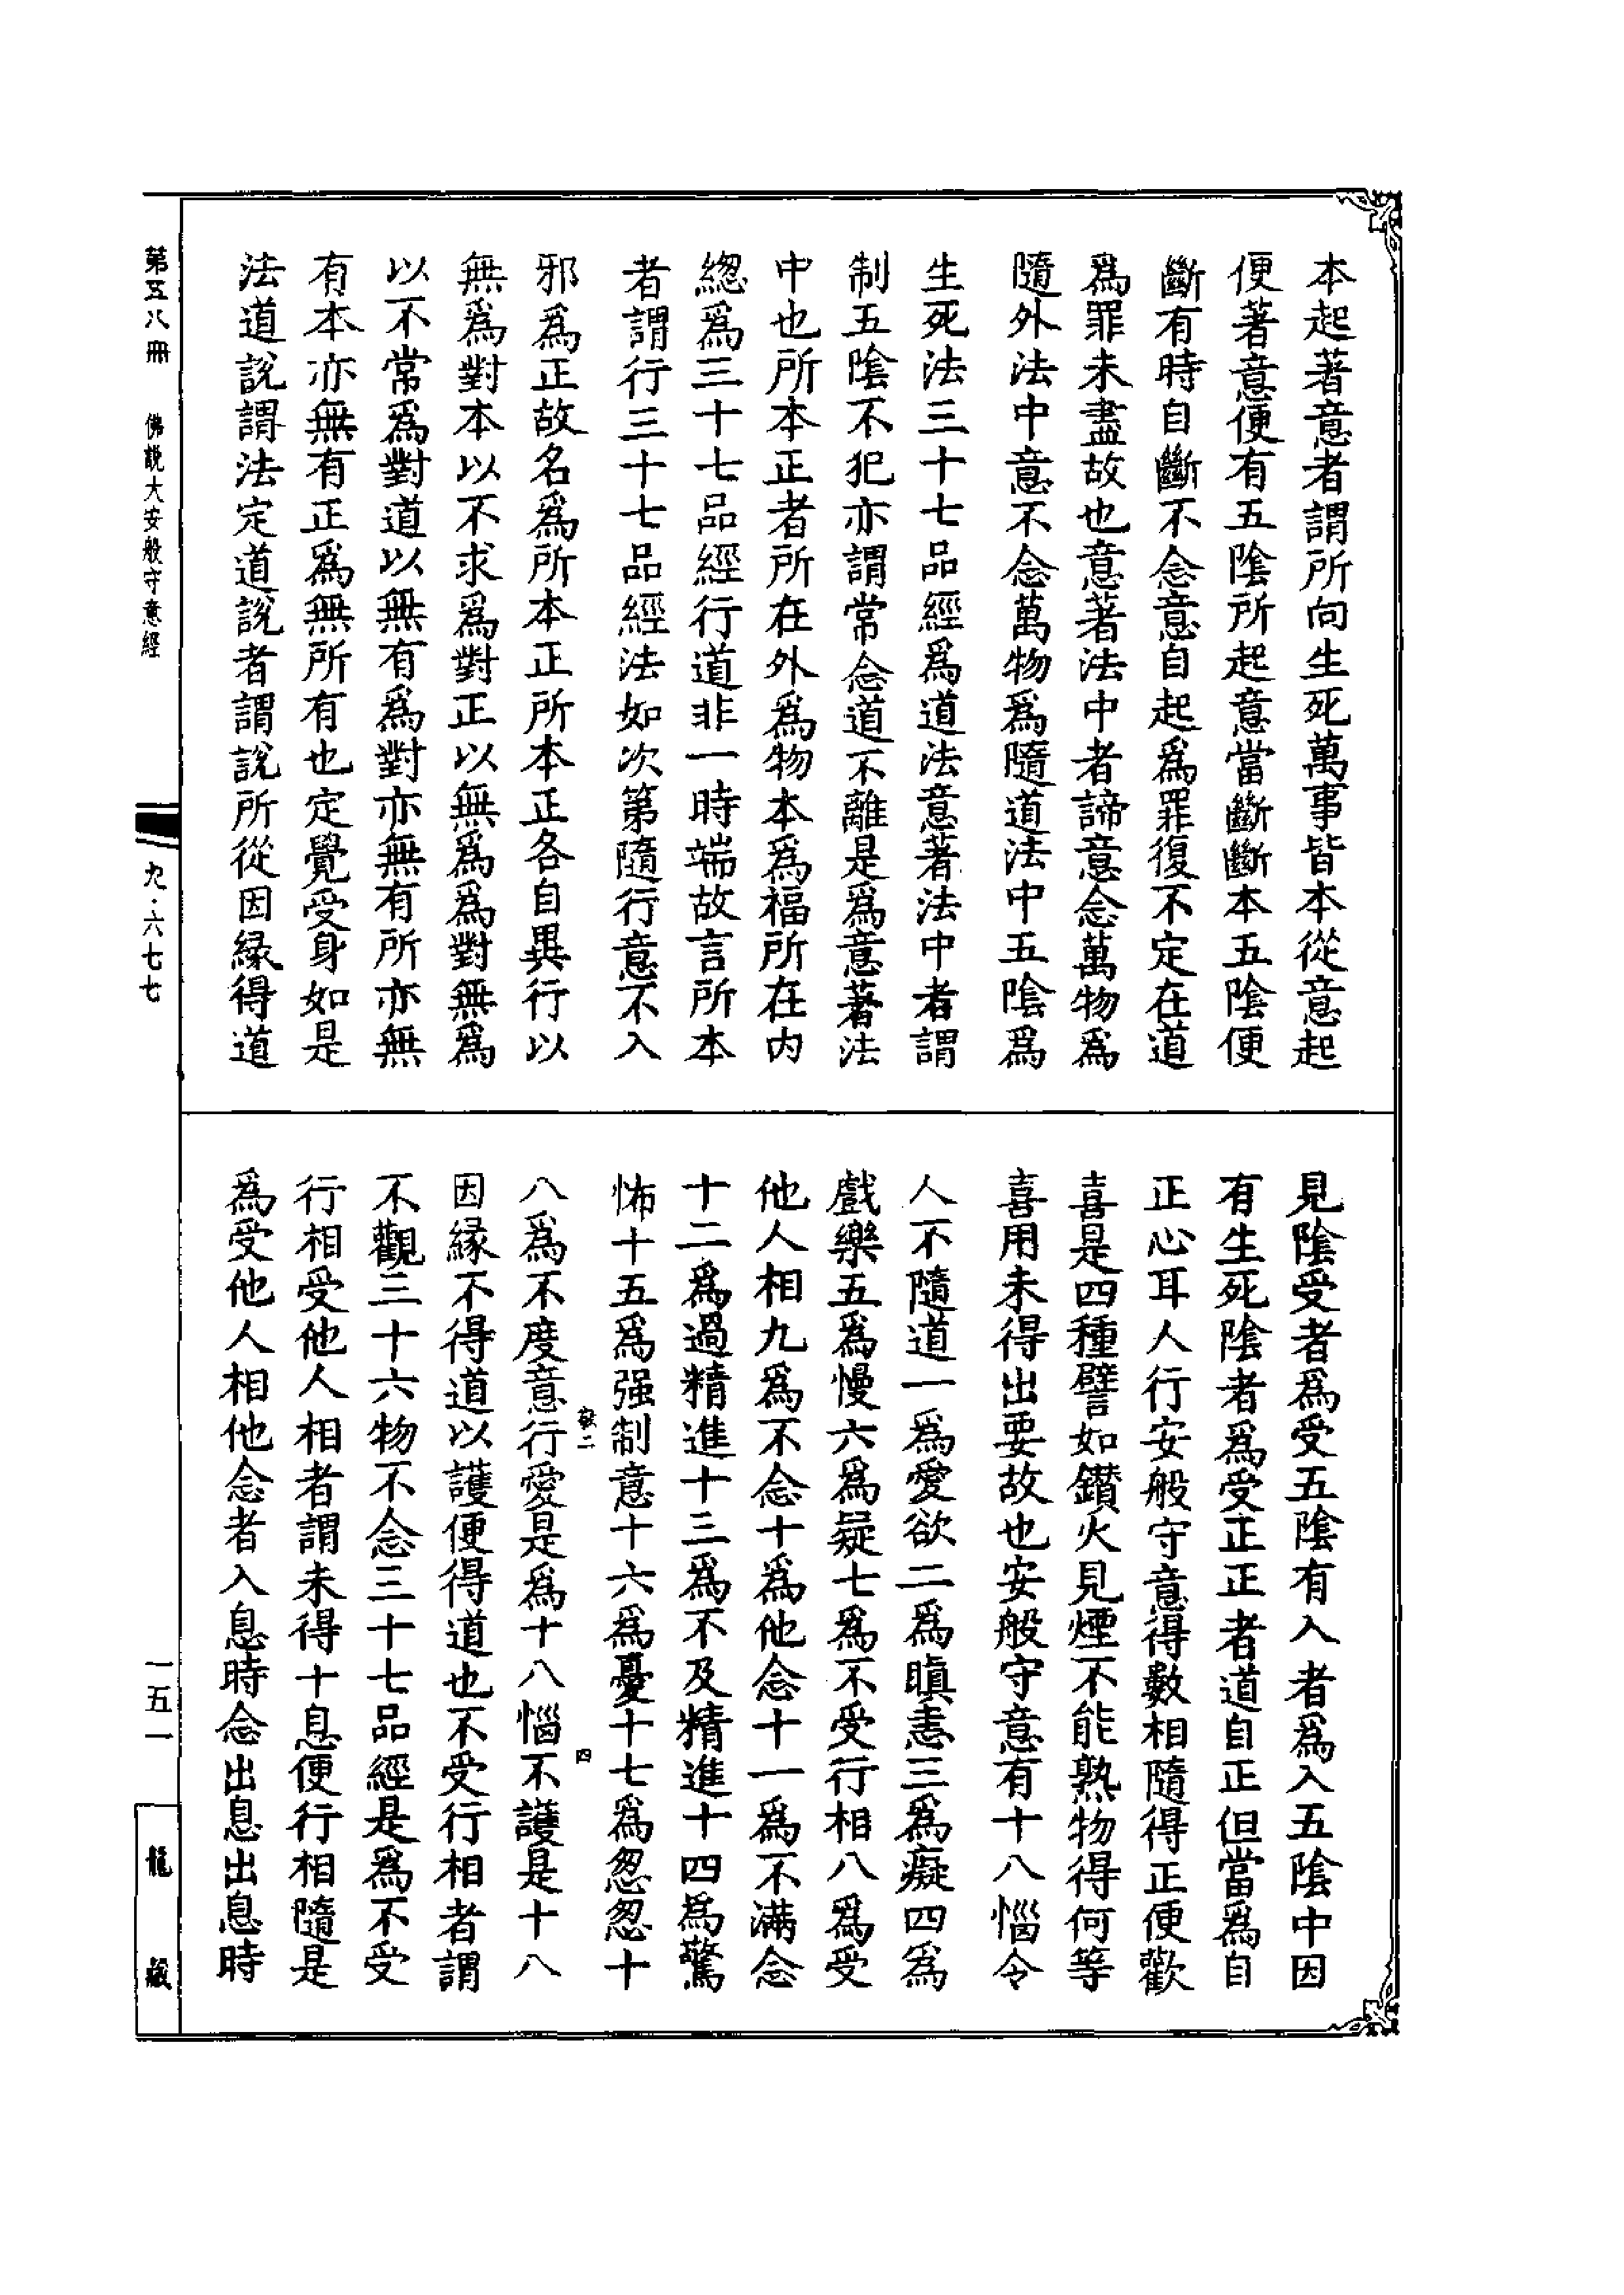 本起著意者謂所向生死萬事皆本從意起
便著意便有五陰所起意當斷斷本五陰便
斷有時自斷不念意自起爲罪復不定在道
爲罪未盡故也意著法中者諦意念萬物爲
隨外法中意不念萬物爲隨道法中五陰爲
生死法三十七品經爲道法意著法中者謂
制五陰不犯亦謂常念道不離是爲意著法
中也所本正者所在外爲物本爲福所在内
總爲三十七品經行道非一時端故言所本
者謂行三十七品經法如次第隨行意不入
邪爲正故名爲所本正所本正各自異行以
無爲對本以不求爲對正以無爲爲對無爲
以不常爲對道以無有爲對亦無有所亦無
有本亦無有正爲無所有也定覺受身如是
法道說謂法定道說者謂說所從因緣得道
見陰受者爲受五陰有入者爲入五陰中因
有生死陰者爲受正正者道自正但當爲自
正心耳人行安般守意得數相隨得正便歡
喜是四種譬如鑚火見煙不能熟物得何等
喜用未得出要故也安般守意有十八惱令
人不隨道一爲愛欲二爲瞋恚三爲癡四爲
戲樂五爲慢六爲疑七爲不受行相八爲受
他人相九爲不念十爲他念十一爲不滿念
十二爲過精進十三爲不及精進十四爲驚
怖十五爲强制意十六爲憂十七爲怱怱十
八爲不度意行愛是爲十八惱不護是十八
因緣不得道以護便得道也不受行相者謂
不觀三十六物不念三十七品經是爲不受
行相受他人相者謂未得十息便行相隨是
爲受他人相他念者入息時念出息出息時
四
第五八冊
佛說大安般守意經
九·六七七
一五一
龍藏